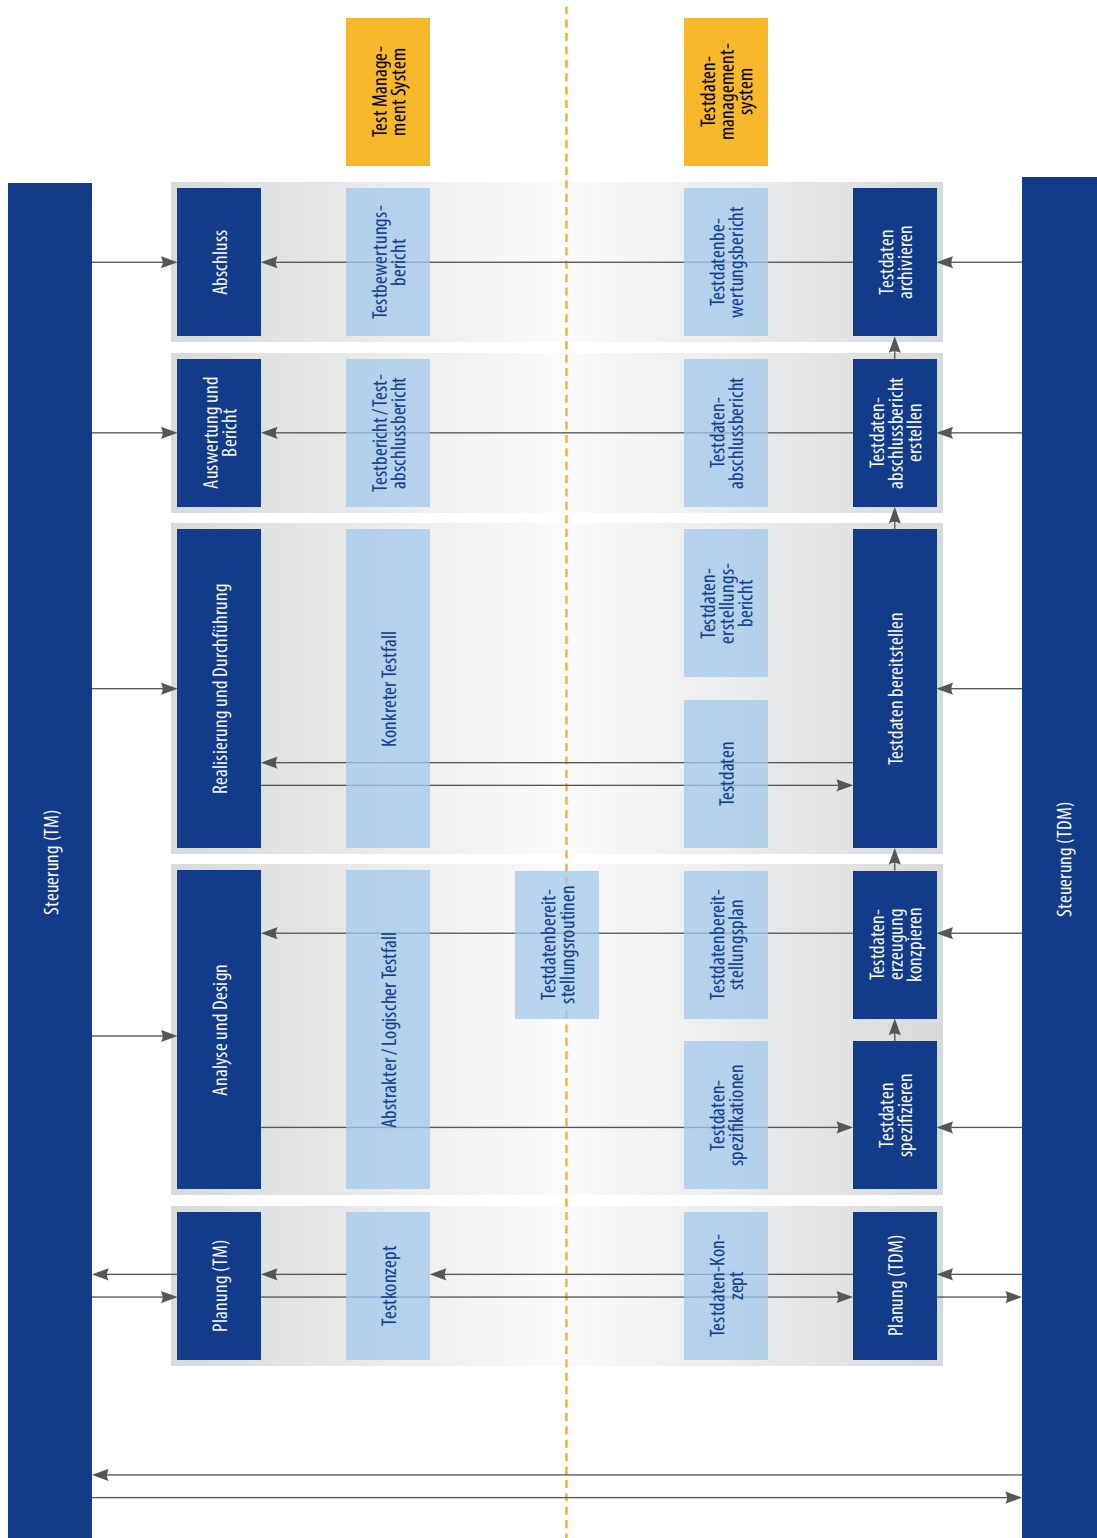 Steuerung (TM)
Planung (TM)
Analyse und Design
Realisierung und Durchführung
Auswertung und
Bericht
Abschluss
Testkonzept
Abstrakter / Logischer Testfall
Konkreter Testfall
Testbericht / Test-
abschlussbericht
Testbewertungs-
bericht
Test Manage-
ment System
Testdatenbereit-
stellungsroutinen
Testdaten-Kon-
zept
Testdaten-
spezifikationen
Testdatenbereit-
stellungsplan
Testdaten
Testdaten-
erstellungs-
bericht
Testdaten-
abschlussbericht
Testdatenbe-
wertungsbericht
Testdaten-
management-
system
Planung (TDM)
Testdaten
spezifizieren
Testdaten-
erzeugung
konzpieren
Testdaten bereitstellen
Testdaten-
abschlussbericht
erstellen
Testdaten
archivieren
Steuerung (TDM)